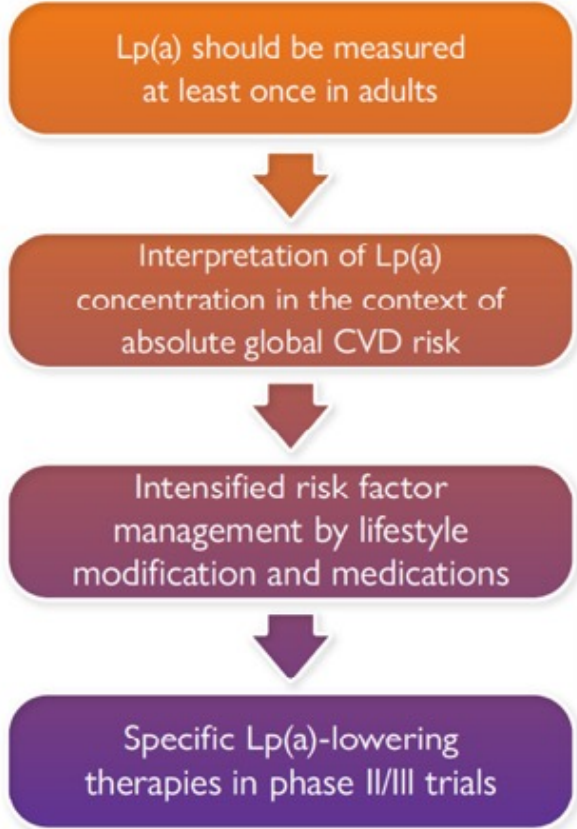 Lp(a) should be measured
at least once in adults
Interpretation of Lp(a)
concentration in the context of
absolute global CVD risk
Intensified risk factor
management by lifestyle
modification and medications
Specific Lp(a)-lowering
therapies in phase II/III trials